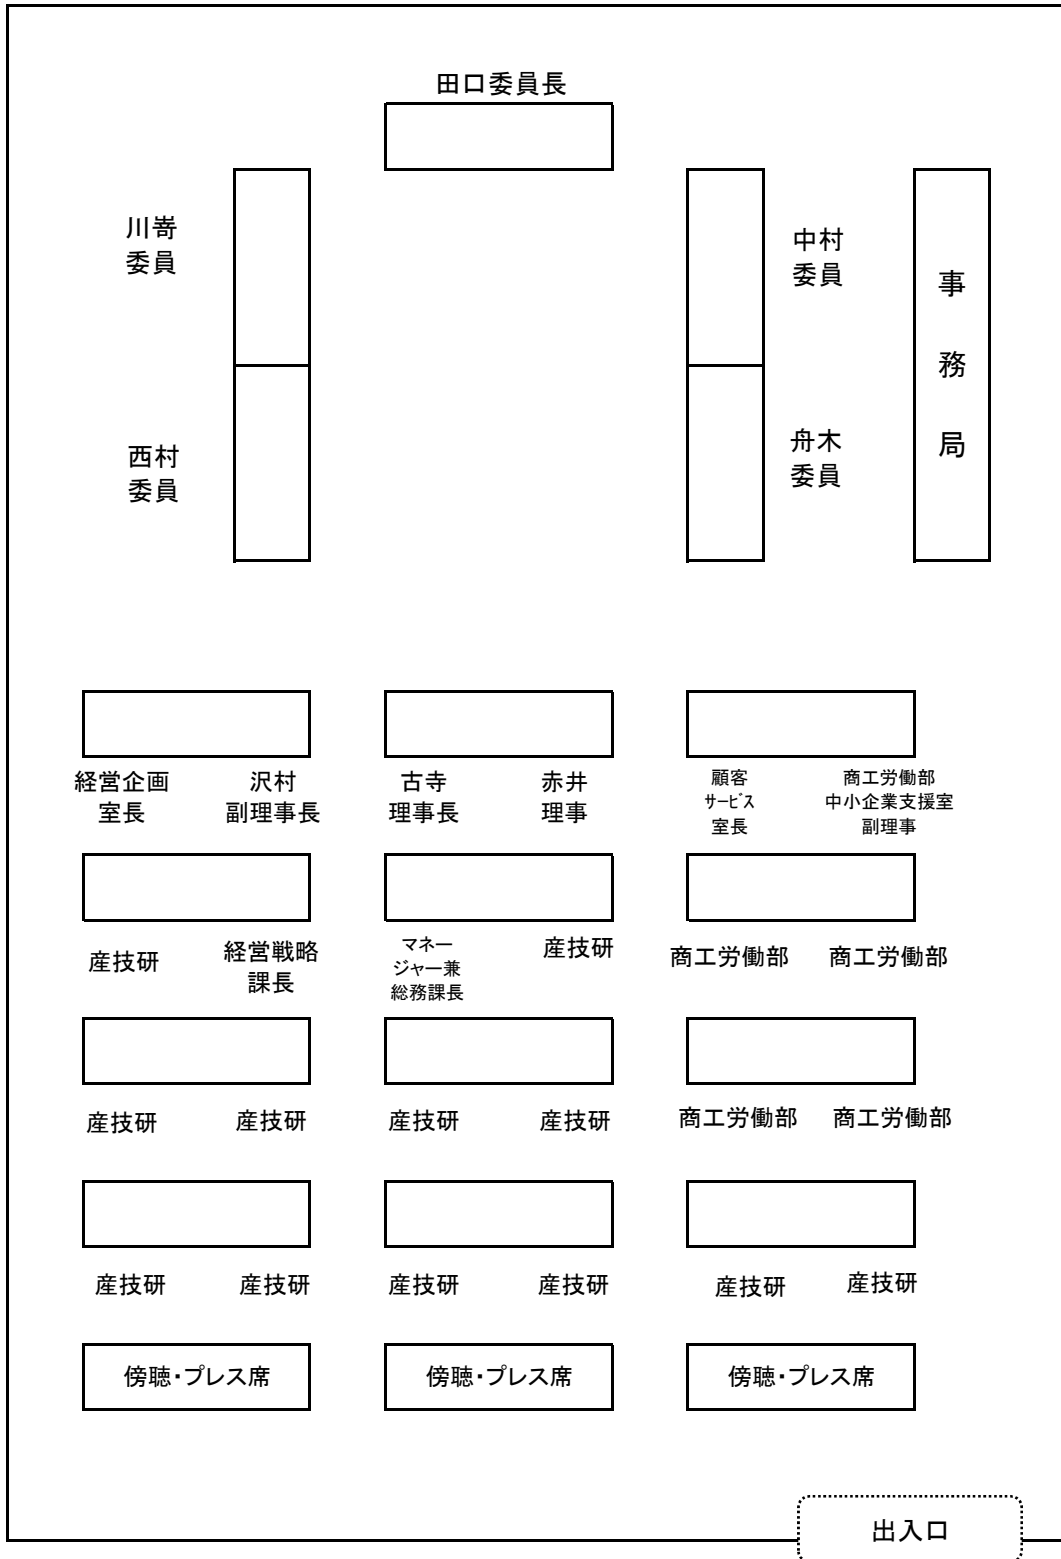 田口委員長
川嵜
委員
中村
委員
事
務
局
西村
委員
舟木
委員
経営企画
室長
沢村
副理事長
古寺
理事長
赤井
理事
顧客
サービス
室長
商工労働部
中小企業支援室
副理事
産技研
経営戦略
課長
マネー
ジャー兼
総務課長
産技研
商工労働部
商工労働部
産技研
産技研
産技研
産技研
商工労働部
商工労働部
産技研
産技研
産技研
産技研
産技研
産技研
傍聴・プレス席
傍聴・プレス席
傍聴・プレス席
出入口